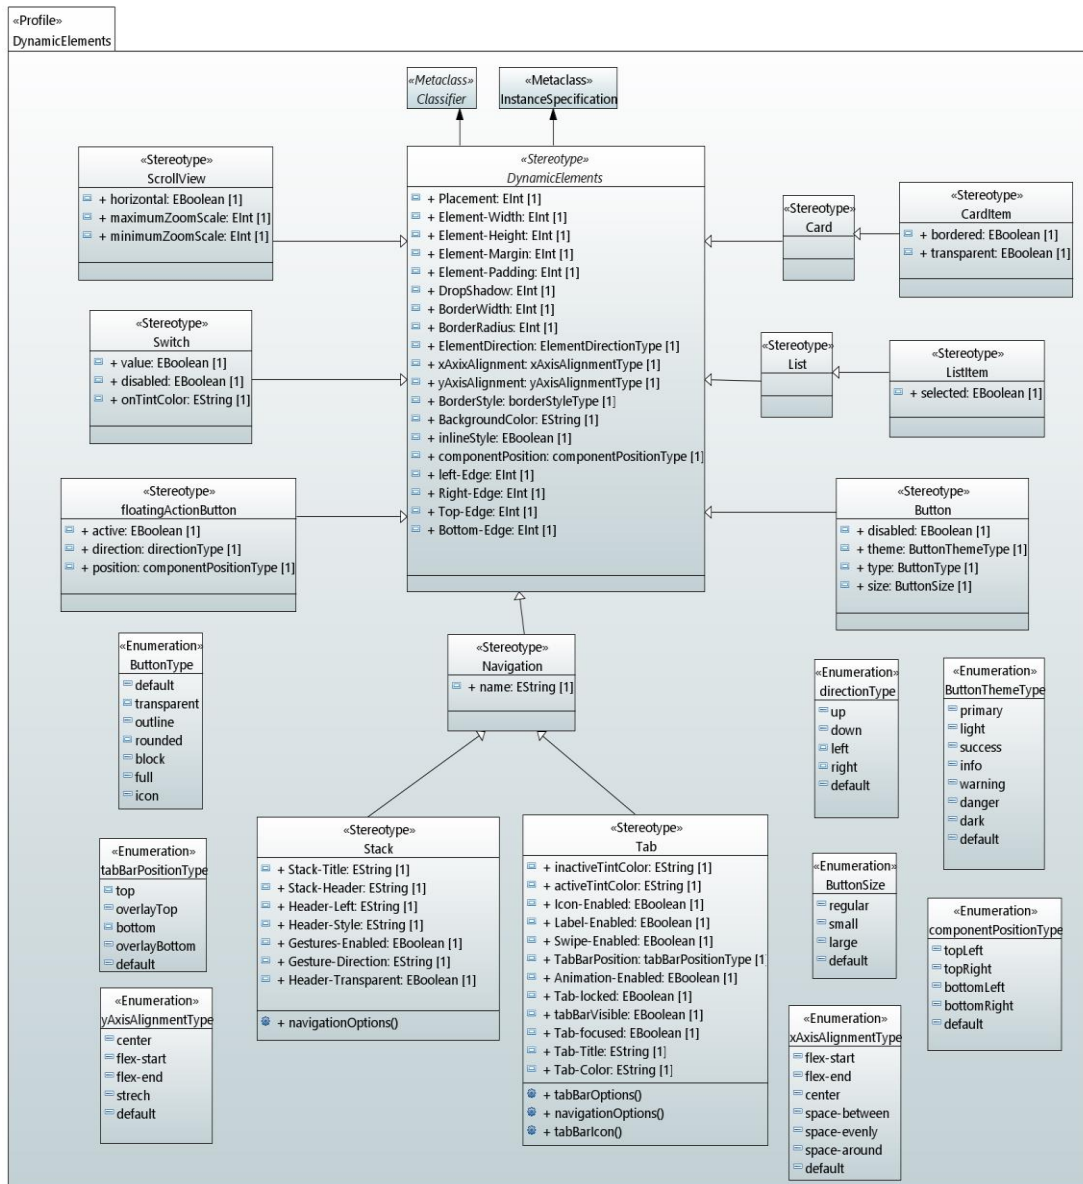 «Profile»
DynamicElements
«Metaclass»
Classifier
«Metaclass»
InstanceSpecification
«Stereotype»
ScrollView
+ horizontal: EBoolean [1]
+ maximumZoomScale: EInt [1]
+ minimumZoomScale: EInt [1]
«Stereotype»
DynamicElements
+ Placement: EInt [1]
+ Element-Width: EInt [1]
+ Element-Height: EInt [1]
+ Element-Margin: EInt [1]
+ Element-Padding: EInt [1]
+ DropShadow: EInt [1]
+ BorderWidth: EInt [1]
+ BorderRadius: EInt [1]
+ ElementDirection: ElementDirectionType [1]
+ xAxixAlignment: xAxisAlignmentType [1]
+ yAxisAlignment: yAxisAlignmentType [1]
+ BorderStyle: borderStyleType [1]
+ BackgroundColor: EString [1]
+ inlineStyle: EBoolean [1]
+ componentPosition: componentPositionType [1]
+ left-Edge: EInt [1]
+ Right-Edge: EInt [1]
+ Top-Edge: EInt [1]
+ Bottom-Edge: EInt [1]
«Stereotype»
Card
«Stereotype»
CardItem
+ bordered: EBoolean [1]
+ transparent: EBoolean [1]
«Stereotype»
Switch
+ value: EBoolean [1]
+ disabled: EBoolean [1]
+ onTintColor: EString [1]
«Stereotype»
List
«Stereotype»
ListItem
+ selected: EBoolean [1]
«Stereotype»
floatingActionButton
+ active: EBoolean [1]
+ direction: directionType [1]
+ position: componentPositionType [1]
«Stereotype»
Button
+ disabled: EBoolean [1]
+ theme: ButtonThemeType [1]
+ type: ButtonType [1]
+ size: ButtonSize [1]
«Enumeration»
ButtonType
default
transparent
outline
rounded
block
full
icon
«Stereotype»
Navigation
+ name: EString [1]
«Enumeration»
directionType
up
down
left
right
default
«Enumeration»
ButtonThemeType
primary
light
success
info
warning
danger
dark
default
«Enumeration»
tabBarPositionType
top
overlayTop
bottom
overlayBottom
default
«Stereotype»
Stack
+ Stack-Title: EString [1]
+ Stack-Header: EString [1]
+ Header-Left: EString [1]
+ Header-Style: EString [1]
+ Gestures-Enabled: EBoolean [1]
+ Gesture-Direction: EString [1]
+ Header-Transparent: EBoolean [1]
+ navigationOptions()
«Stereotype»
Tab
+ inactiveTintColor: EString [1]
+ activeTintColor: EString [1]
+ Icon-Enabled: EBoolean [1]
+ Label-Enabled: EBoolean [1]
+ Swipe-Enabled: EBoolean [1]
+ TabBarPosition: tabBarPositionType [1]
+ Animation-Enabled: EBoolean [1]
+ Tab-locked: EBoolean [1]
+ tabBarVisible: EBoolean [1]
+ Tab-focused: EBoolean [1]
+ Tab-Title: EString [1]
+ Tab-Color: EString [1]
+ tabBarOptions()
+ navigationOptions()
+ tabBarIcon()
«Enumeration»
ButtonSize
regular
small
large
default
«Enumeration»
componentPositionType
topLeft
topRight
bottomLeft
bottomRight
default
«Enumeration»
yAxisAlignmentType
center
flex-start
flex-end
strech
default
«Enumeration»
xAxisAlignmentType
flex-start
flex-end
center
space-between
space-evenly
space-around
default